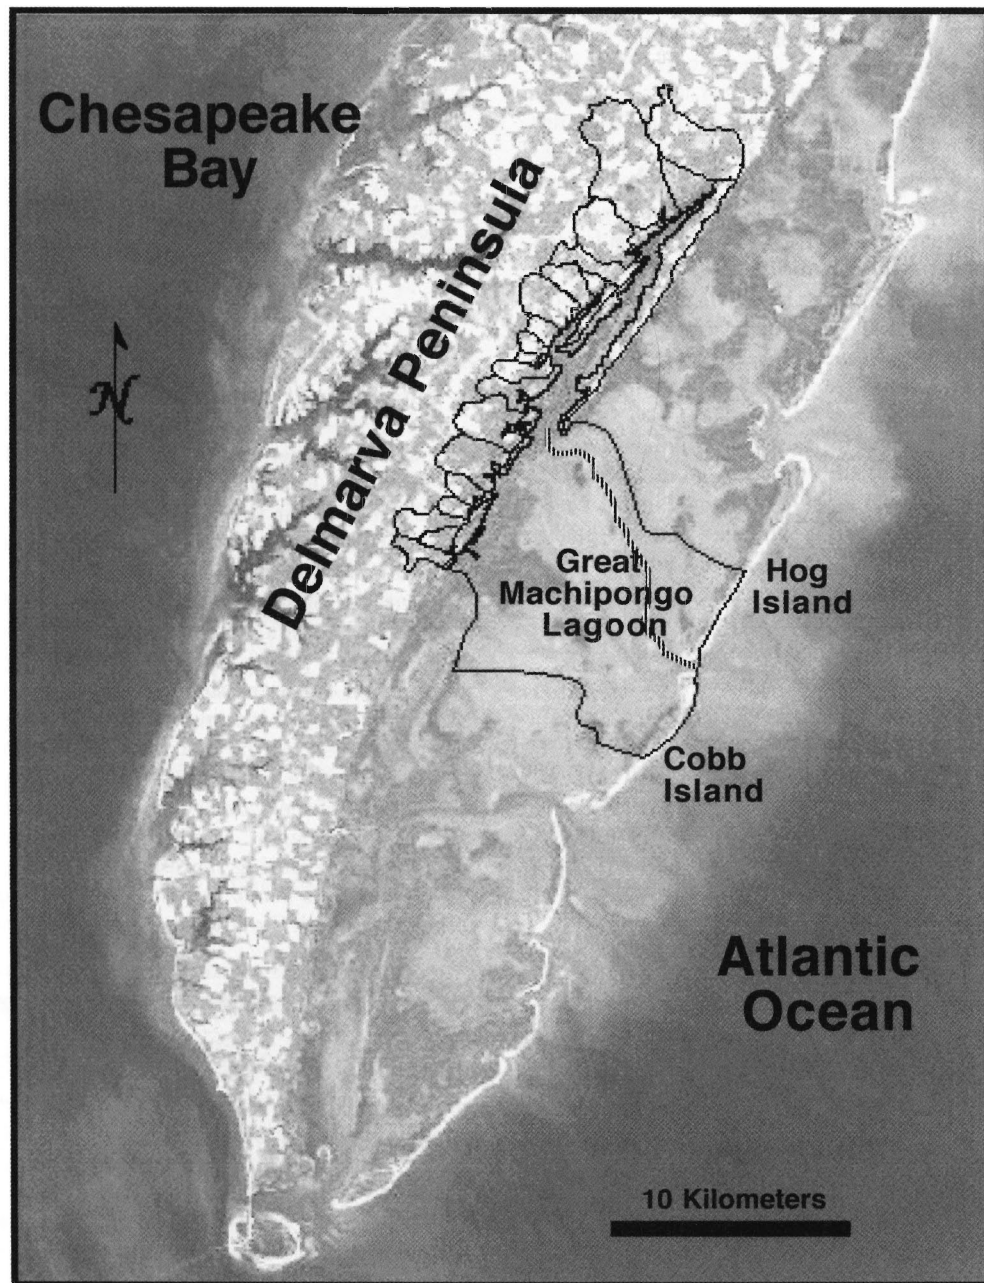 Chesapeake
Bay
Delmarva Peninsula
N
Great
Machipongo
Lagoon
Hog
Island
Cobb
Island
Atlantic
Ocean
10 Kilometers